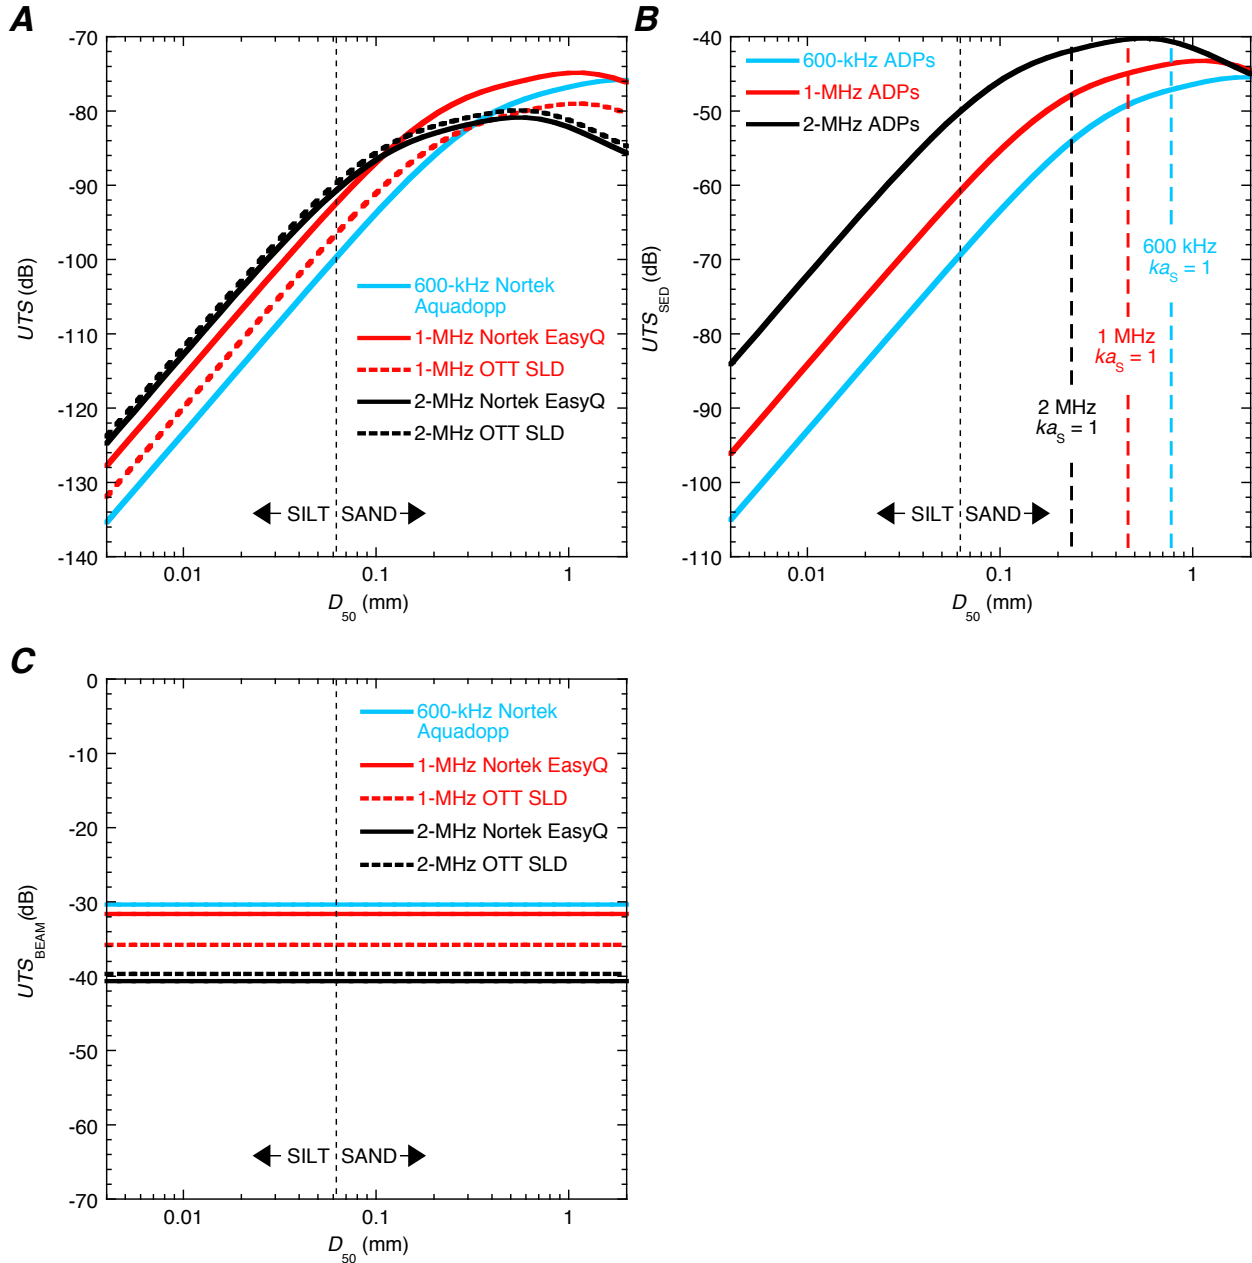 A
-70
-80
-90
-100
-110
-120
-130
-140
UTS (dB)
600-kHz Nortek
Aquadopp
1-MHz Nortek EasyQ
1-MHz OTT SLD
2-MHz Nortek EasyQ
2-MHz OTT SLD
SILT SAND
0.01 0.1 1
D50 (mm)
B
-40
-50
-60
-70
-80
-90
-100
-110
UTSSED (dB)
600-kHz ADPs
1-MHz ADPs
2-MHz ADPs
600 kHz
kaS = 1
1 MHz
kaS = 1
2 MHz
kaS = 1
SILT SAND
0.01 0.1 1
D50 (mm)
C
0
-10
-20
-30
-40
-50
-60
-70
UTSBEAM (dB)
600-kHz Nortek
Aquadopp
1-MHz Nortek EasyQ
1-MHz OTT SLD
2-MHz Nortek EasyQ
2-MHz OTT SLD
SILT SAND
0.01 0.1 1
D50 (mm)